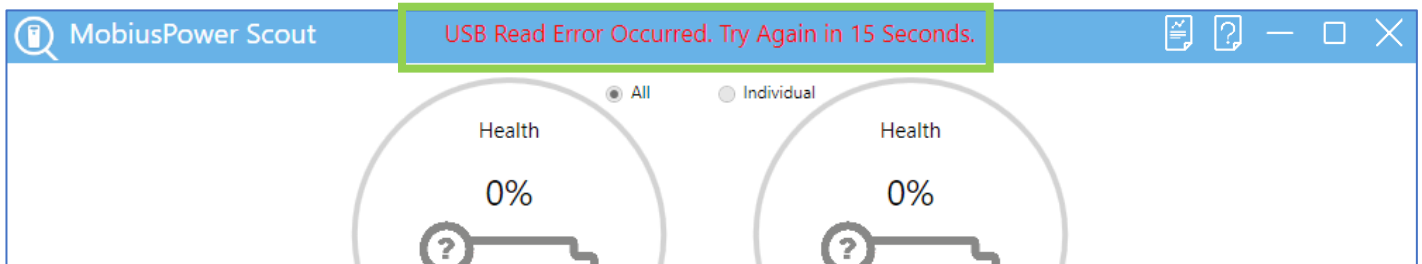 MobiusPower Scout
USB Read Error Occurred. Try Again in 15 Seconds.
?
All
Individual
Health
Health
0%
0%
?
?